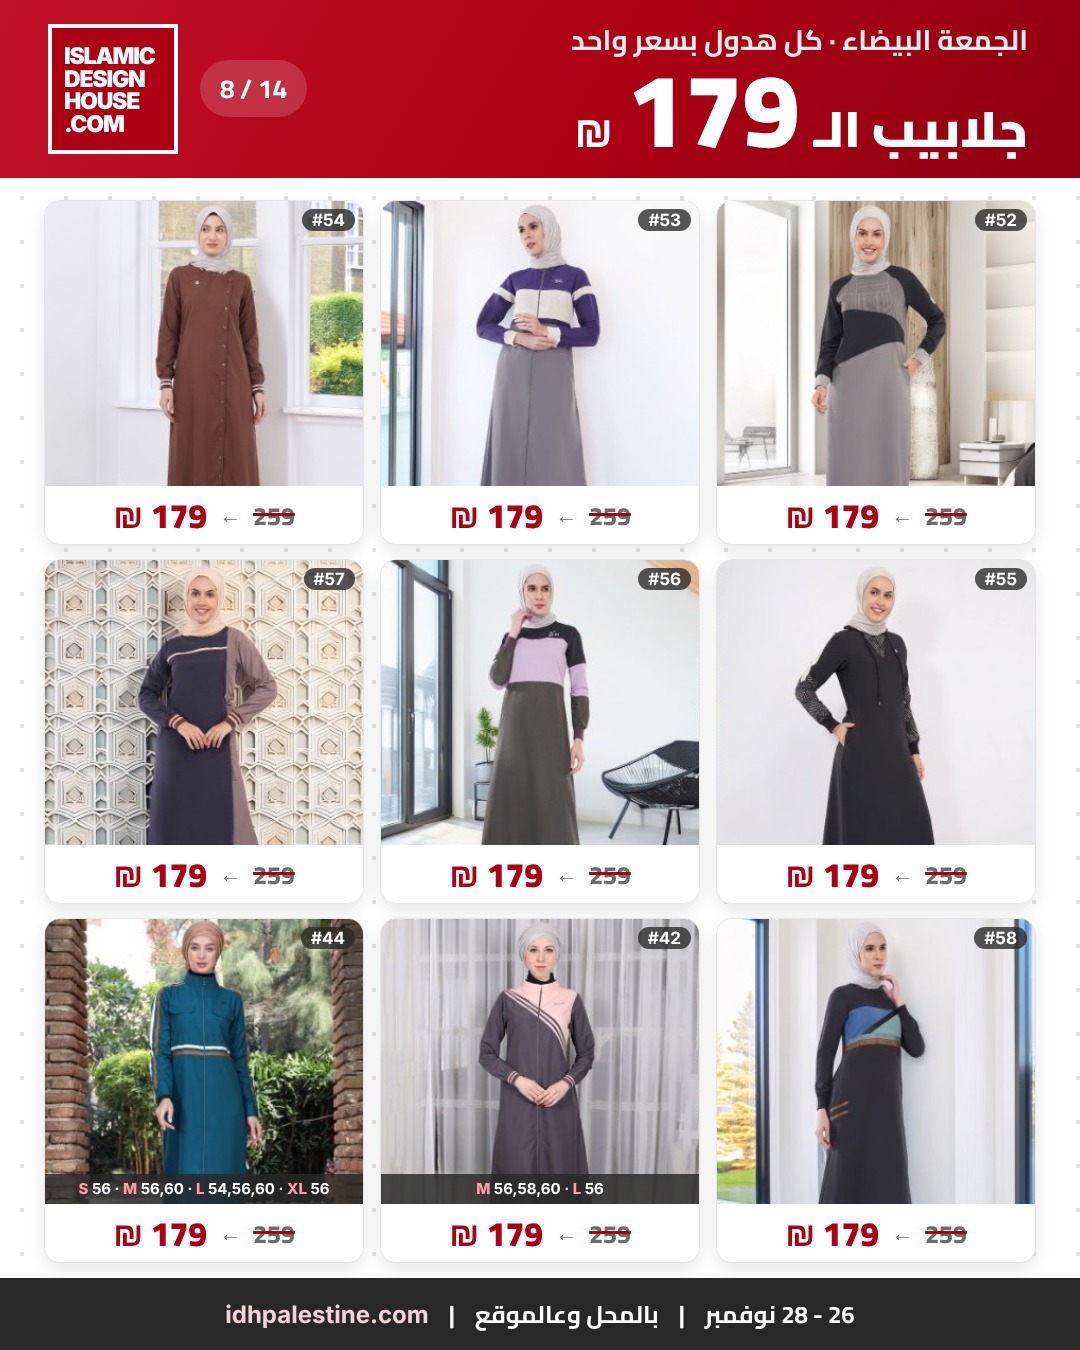 الجمعة البيضاء · كل هدول بسعر واحد
جلابيب الـ 179 ₪
8 / 14
ISLAMIC
DESIGN
HOUSE
.COM
#52
259 ← 179 ₪
#53
259 ← 179 ₪
#54
259 ← 179 ₪
#55
259 ← 179 ₪
#56
259 ← 179 ₪
#57
259 ← 179 ₪
#58
259 ← 179 ₪
#42
M 56,58,60 · L 56
259 ← 179 ₪
#44
S 56 · M 56,60 · L 54,56,60 · XL 56
259 ← 179 ₪
26 - 28 نوفمبر | بالمحل وعالموقع | idhpalestine.com